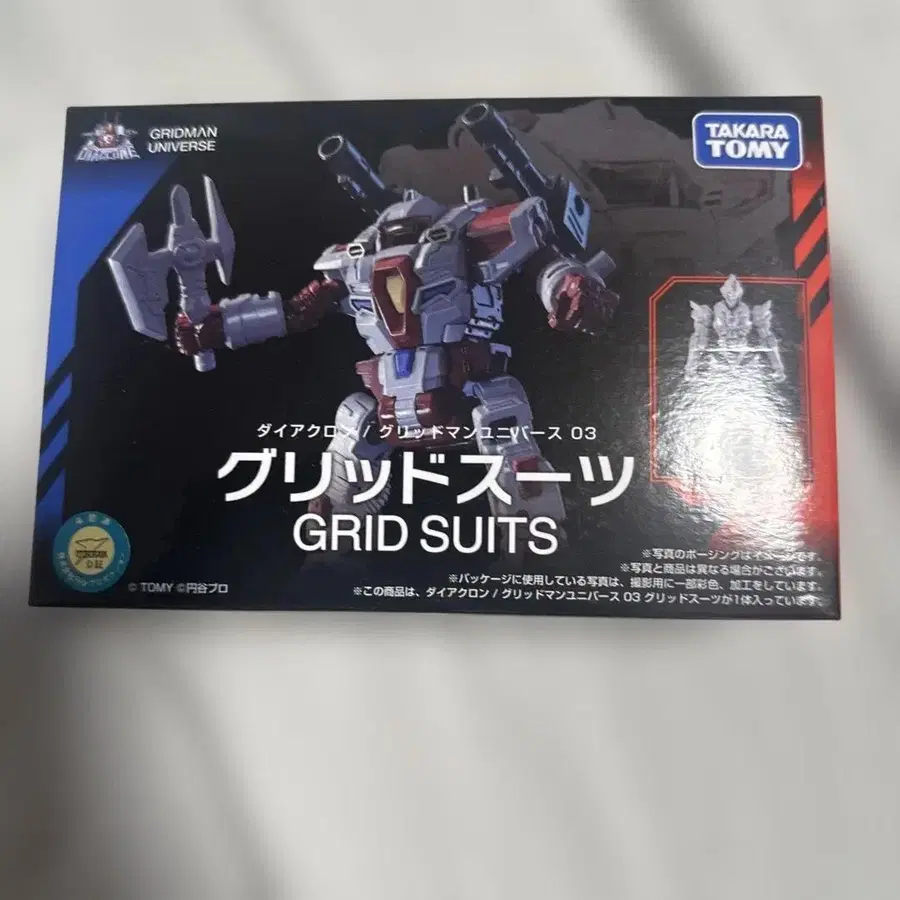 DIACLONE
GRIDMAN
UNIVERSE
TAKARA
TOMY
ダイアクロン / グリッドマンユニバース 03
グリッドスーツ
GRID SUITS
※写真のポージングはイメージです。
※写真と商品は異なる場合がございます。
※パッケージに使用している写真は、撮影用に一部彩色、加工をしています。
※この商品は、ダイアクロン / グリッドマンユニバース 03 グリッドスーツが1体入っています。
© TOMY ©円谷プロ